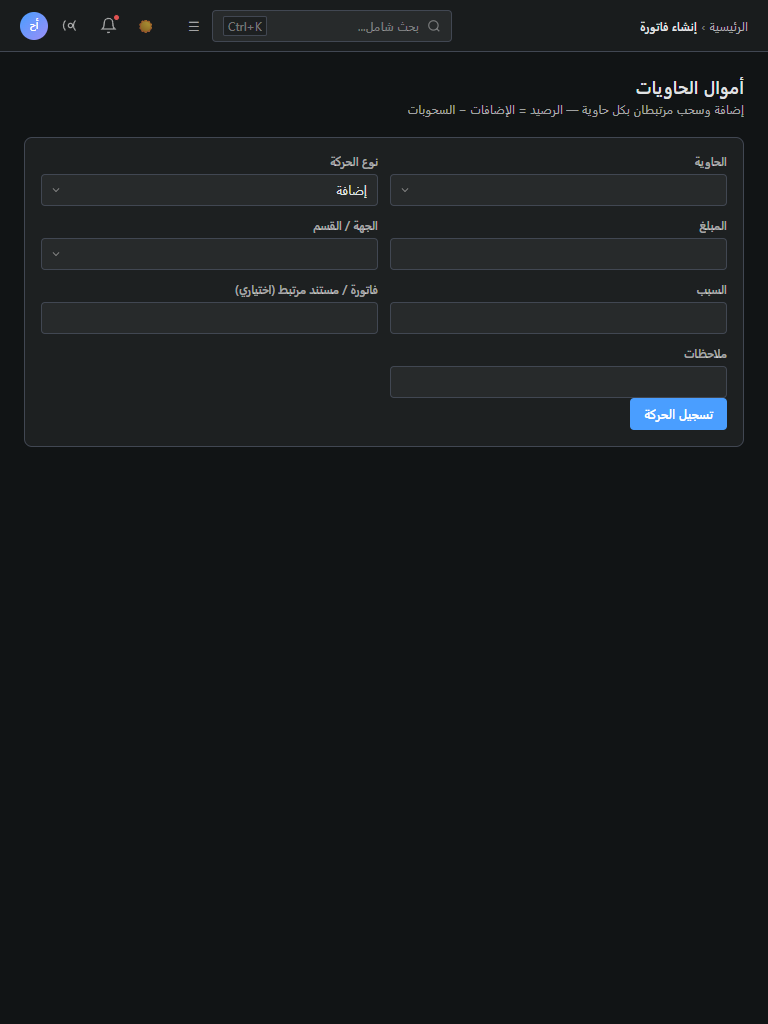 الرئيسية › إنشاء فاتورة
بحث شامل...
Ctrl+K
أج
أموال الحاويات
إضافة وسحب مرتبطان بكل حاوية — الرصيد = الإضافات − السحوبات
الحاوية
نوع الحركة
إضافة
المبلغ
الجهة / القسم
السبب
فاتورة / مستند مرتبط (اختياري)
ملاحظات
تسجيل الحركة